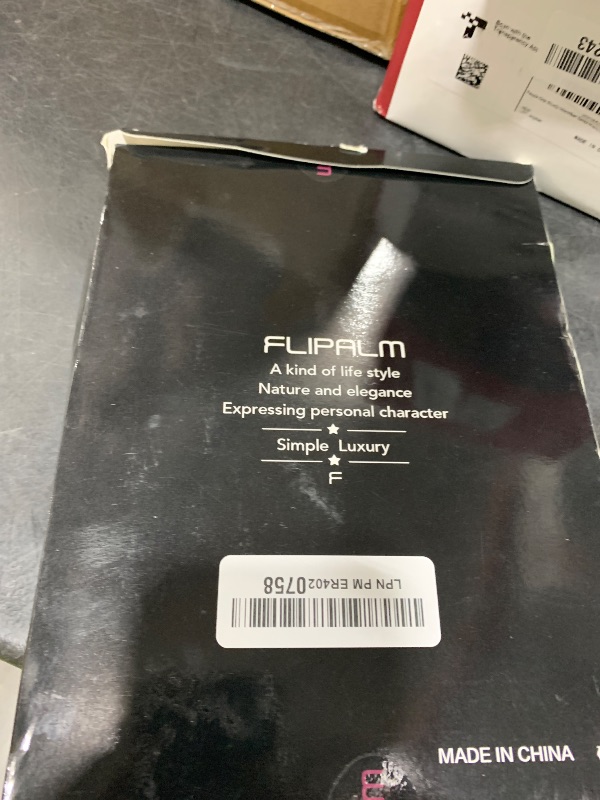 FLIPALM
A kind of life style
Nature and elegance
Expressing personal character
Simple Luxury
F
LPN PM ER4020758
MADE IN CHINA
243